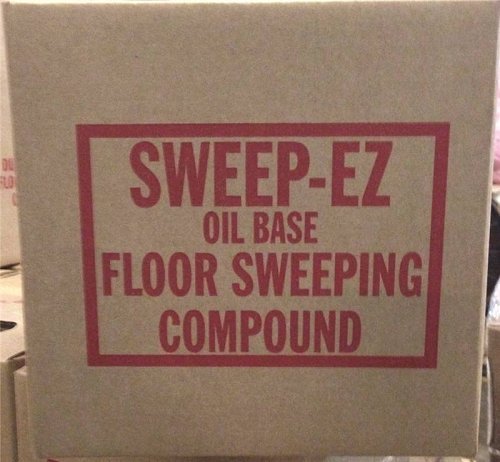 SWEEP-EZ
OIL BASE
FLOOR SWEEPING
COMPOUND